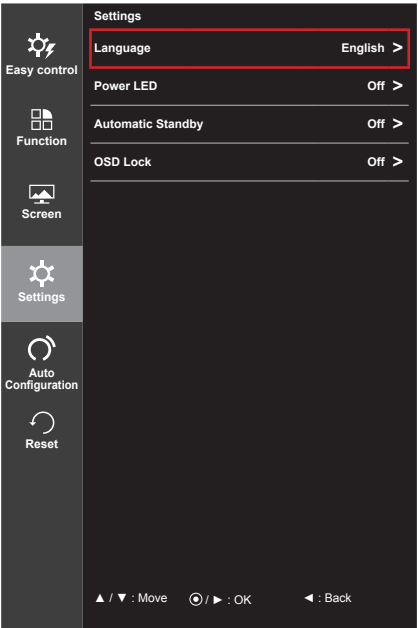 Easy control
Function
Screen
Settings
Auto
Configuration
Reset
Settings
Language English >
Power LED Off >
Automatic Standby Off >
OSD Lock Off >
▲ / ▼ : Move ⦿ / ► : OK ◄ : Back